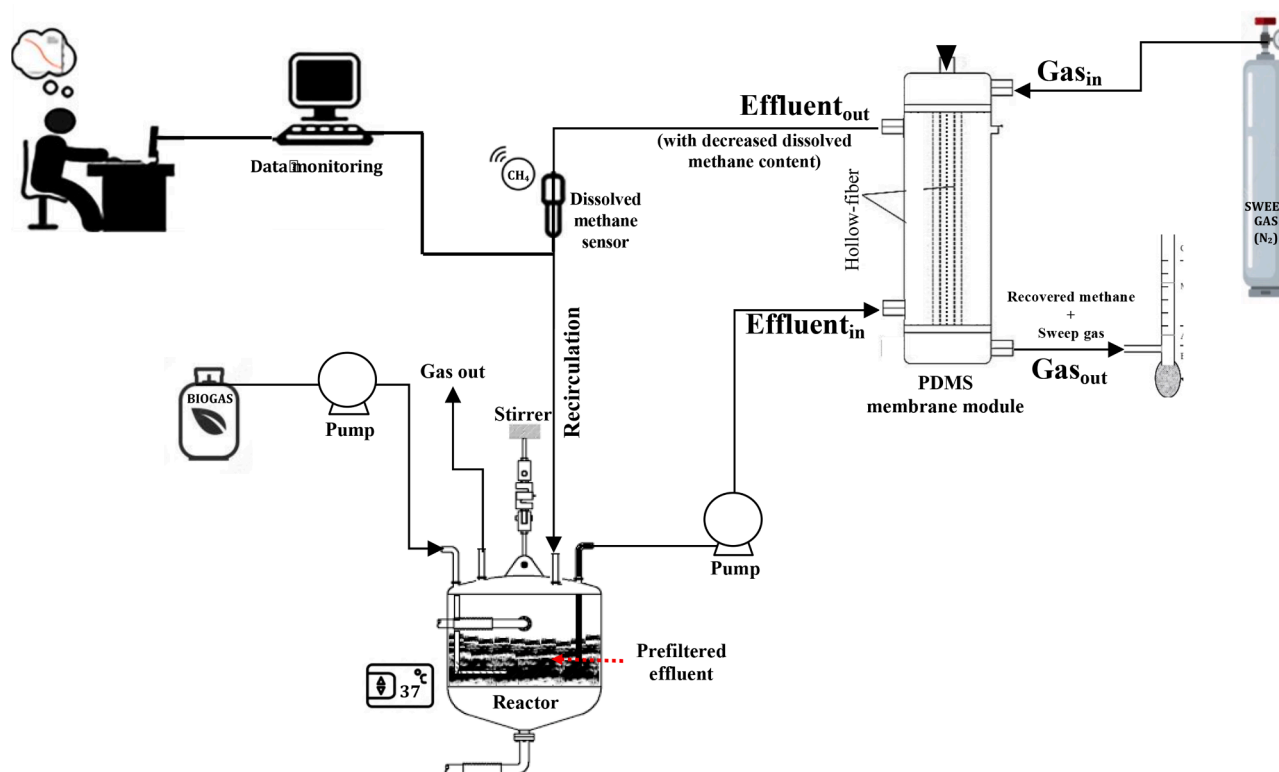 Gas_in
Effluent_out
(with decreased dissolved
methane content)
Data monitoring
CH₄
Dissolved
methane
sensor
Hollow-fiber
SWEE
GAS
(N₂)
Recovered methane
+
Sweep gas
Effluent_in
Gas_out
PDMS
membrane module
Recirculation
BIOGAS
Pump
Gas out
Stirrer
Pump
Prefiltered
effluent
37 °C
Reactor